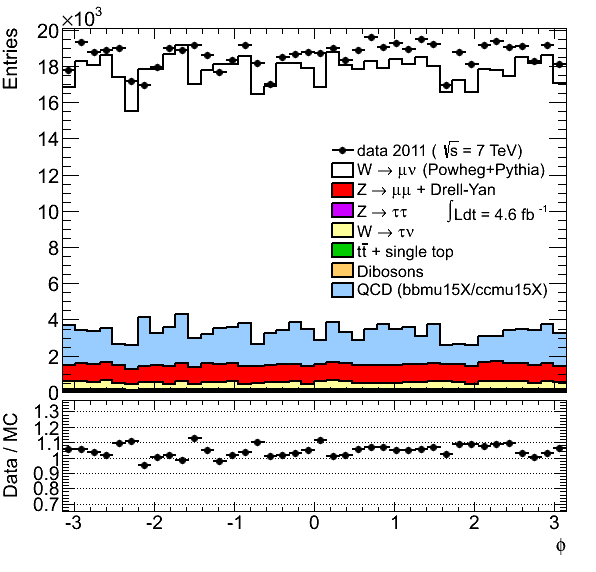 ×10³
Entries
20
18
16
14
12
10
8
6
4
2
0
data 2011 ( √s = 7 TeV)
W → μν (Powheg+Pythia)
Z → μμ + Drell-Yan
Z → ττ
∫Ldt = 4.6 fb⁻¹
W → τν
tt̄ + single top
Dibosons
QCD (bbmu15X/ccmu15X)
Data / MC
1.3
1.2
1.1
1
0.9
0.8
0.7
-3 -2 -1 0 1 2 3
ϕ